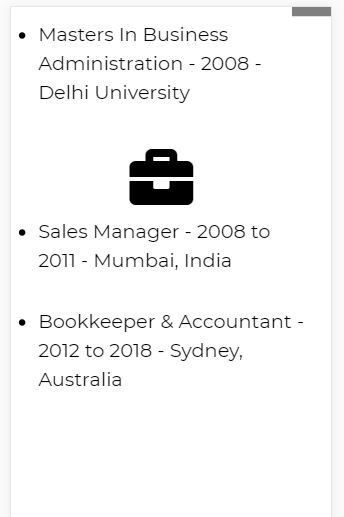 Masters In Business
Administration - 2008 -
Delhi University
Sales Manager - 2008 to
2011 - Mumbai, India
Bookkeeper & Accountant -
2012 to 2018 - Sydney,
Australia